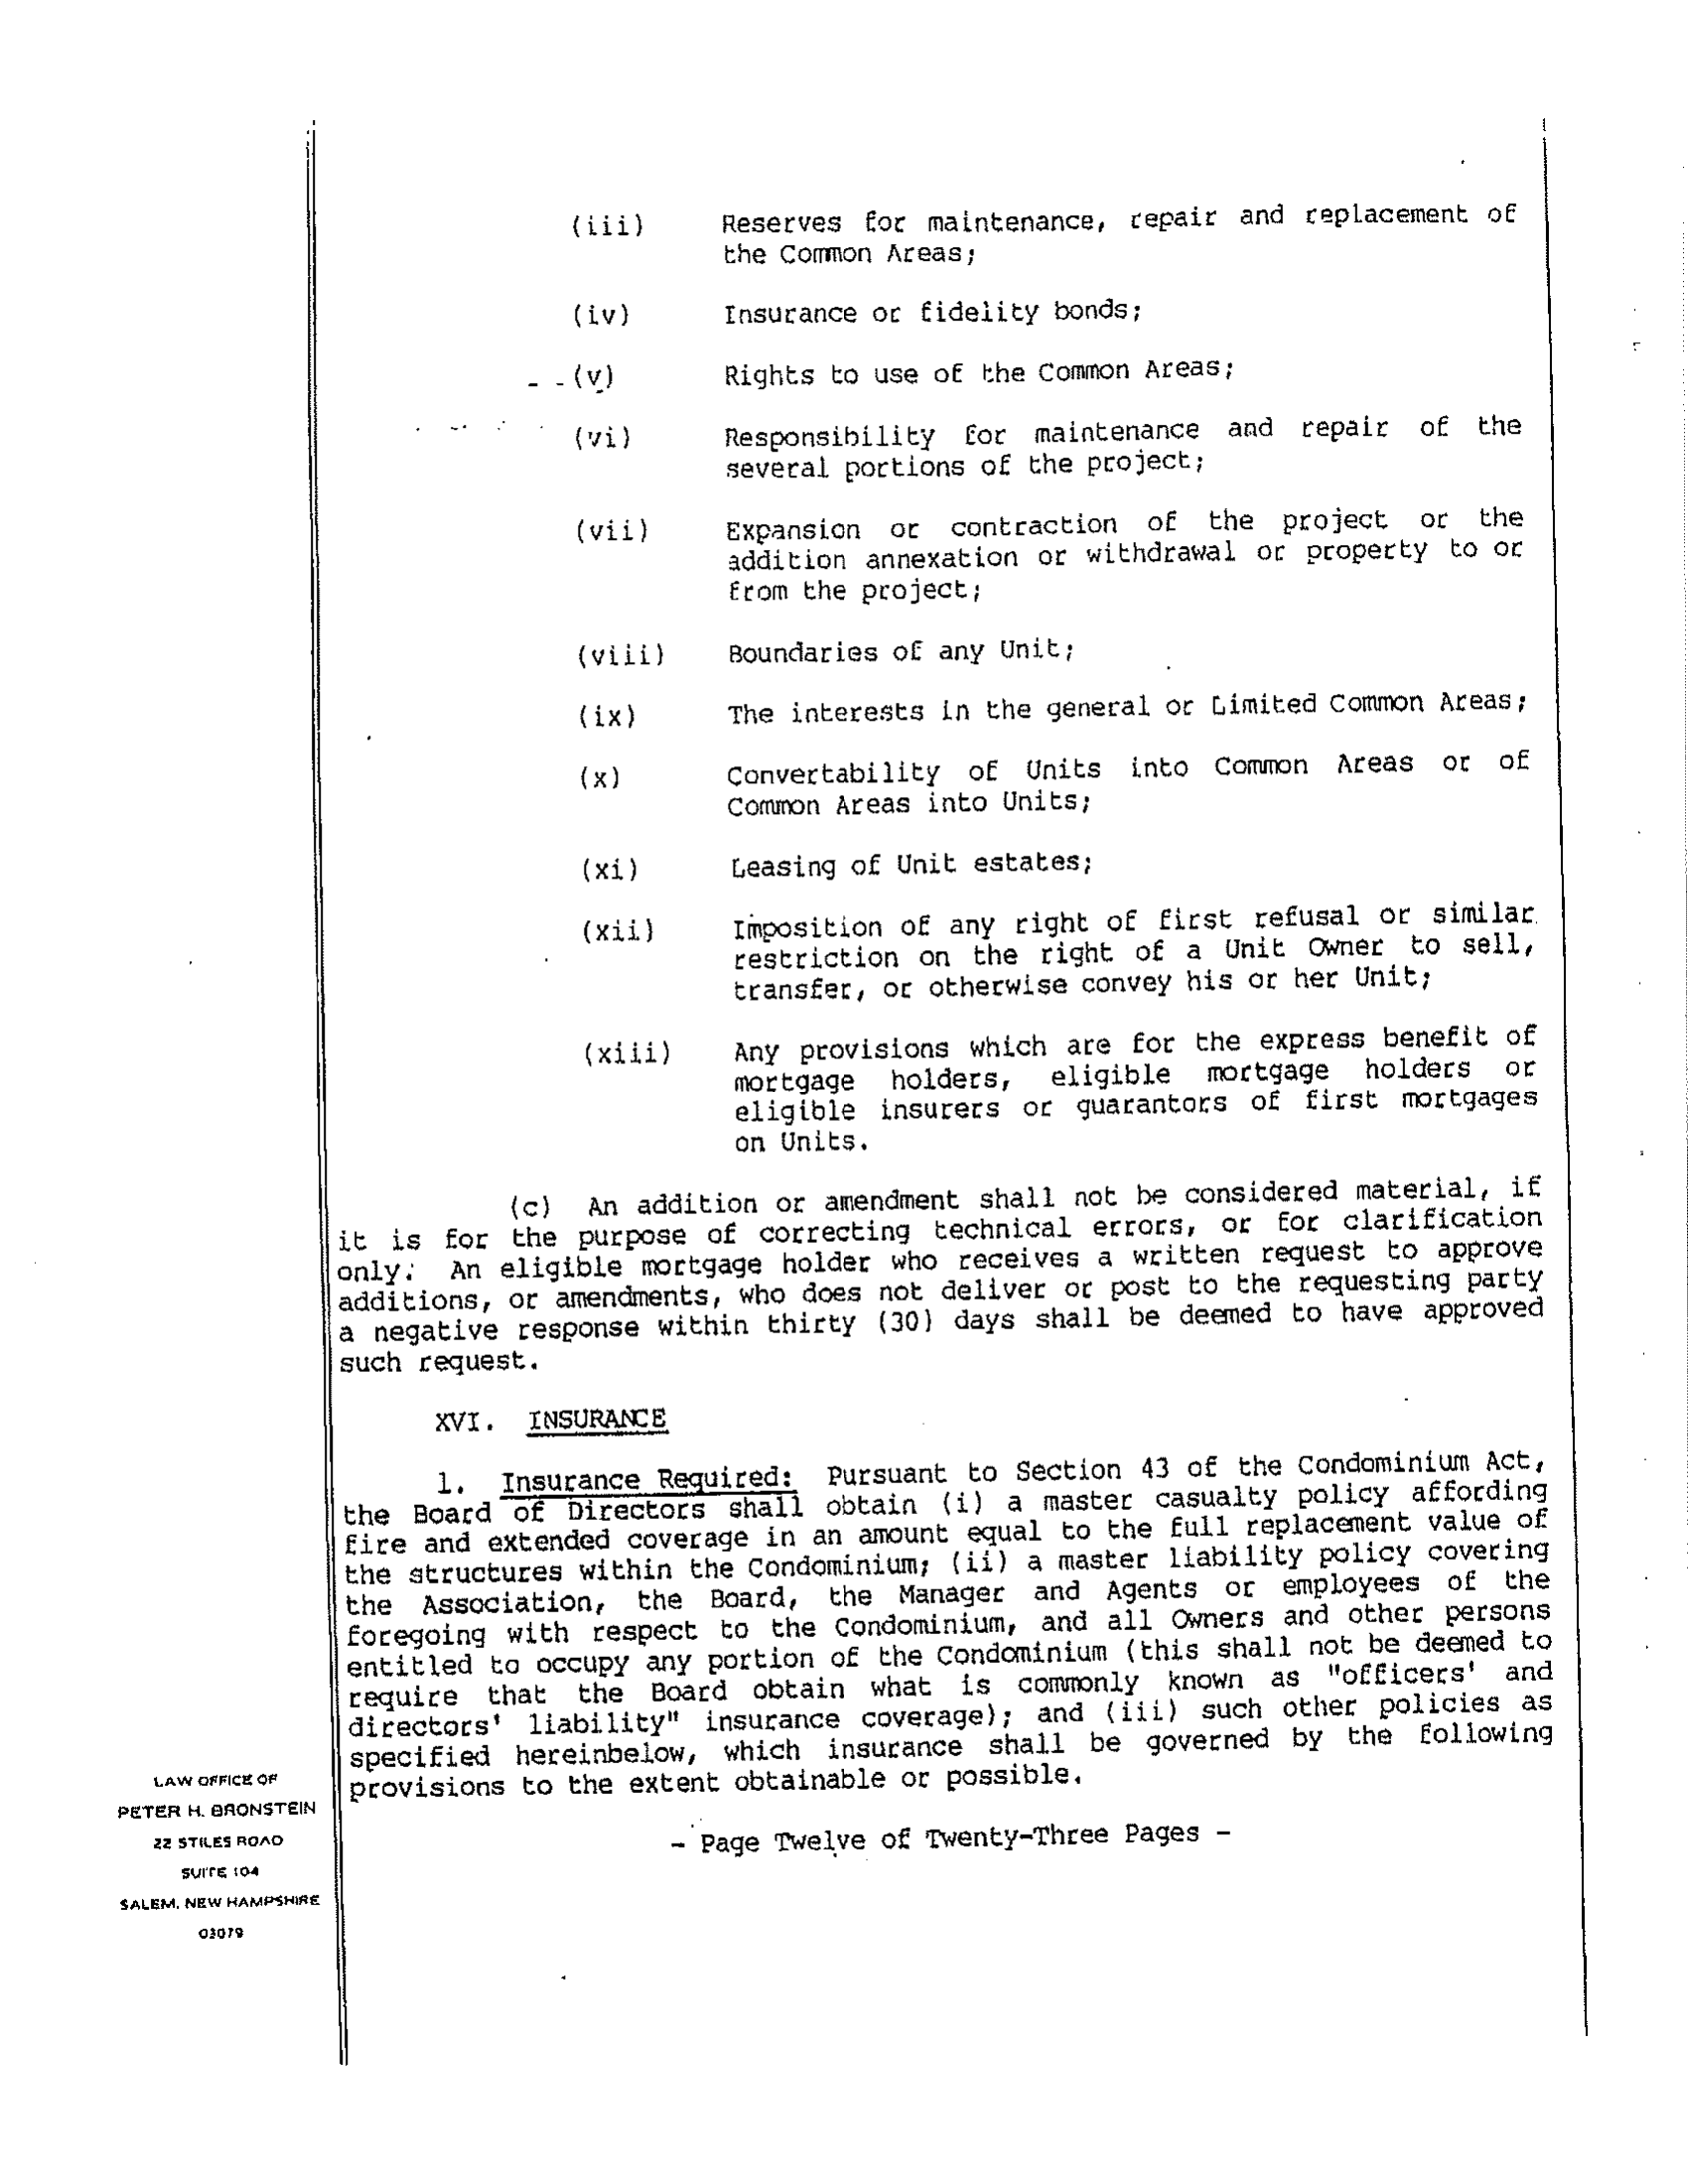 (iii) Reserves for maintenance, repair and replacement of
the Common Areas;
(iv) Insurance or fidelity bonds;
(v) Rights to use of the Common Areas;
(vi) Responsibility for maintenance and repair of the
several portions of the project;
(vii) Expansion or contraction of the project or the
addition annexation or withdrawal or property to or
from the project;
(viii) Boundaries of any Unit;
(ix) The interests in the general or Limited Common Areas;
(x) Convertability of Units into Common Areas or of
Common Areas into Units;
(xi) Leasing of Unit estates;
(xii) Imposition of any right of first refusal or similar
restriction on the right of a Unit Owner to sell,
transfer, or otherwise convey his or her Unit;
(xiii) Any provisions which are for the express benefit of
mortgage holders, eligible mortgage holders or
eligible insurers or guarantors of first mortgages
on Units.
(c) An addition or amendment shall not be considered material, if
it is for the purpose of correcting technical errors, or for clarification
only. An eligible mortgage holder who receives a written request to approve
additions, or amendments, who does not deliver or post to the requesting party
a negative response within thirty (30) days shall be deemed to have approved
such request.
XVI. INSURANCE
1. Insurance Required: Pursuant to Section 43 of the Condominium Act,
the Board of Directors shall obtain (i) a master casualty policy affording
fire and extended coverage in an amount equal to the full replacement value of
the structures within the Condominium; (ii) a master liability policy covering
the Association, the Board, the Manager and Agents or employees of the
foregoing with respect to the Condominium, and all Owners and other persons
entitled to occupy any portion of the Condominium (this shall not be deemed to
require that the Board obtain what is commonly known as "officers' and
directors' liability" insurance coverage); and (iii) such other policies as
specified hereinbelow, which insurance shall be governed by the following
provisions to the extent obtainable or possible.
- Page Twelve of Twenty-Three Pages -
LAW OFFICE OF
PETER H. BRONSTEIN
22 STILES ROAD
SUITE 104
SALEM, NEW HAMPSHIRE
03079